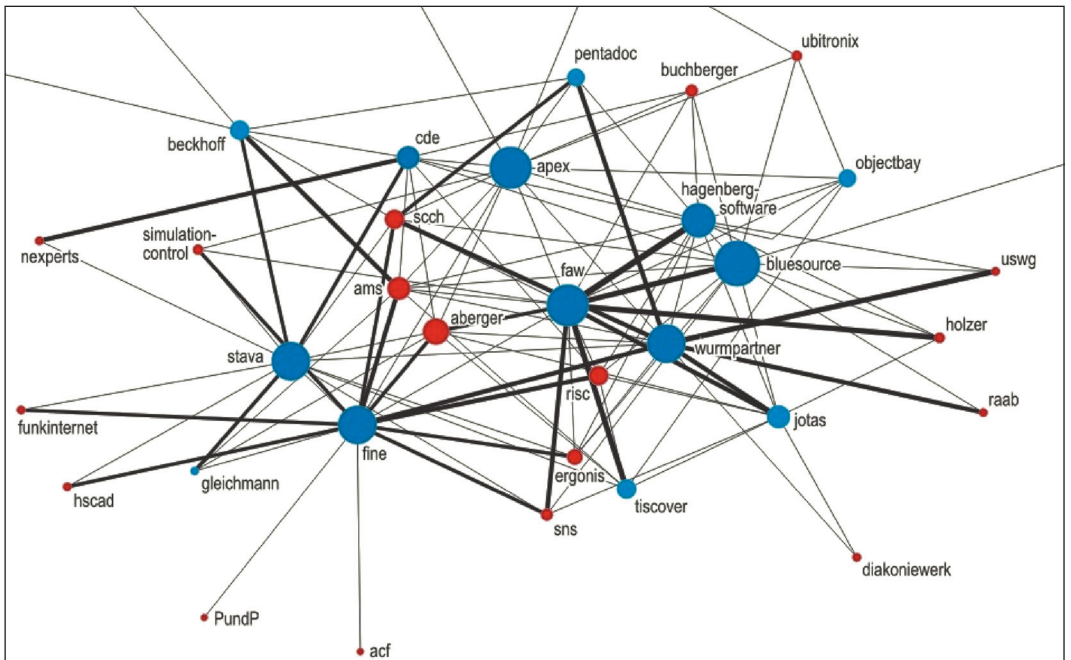 ubitronix
pentadoc
buchberger
beckhoff
cde
apex
objectbay
hagenberg-
software
scch
simulation-
control
nexperts
faw
bluesource
uswg
ams
aberger
holzer
stava
wurmpartner
risc
raab
funkinternet
jotas
fine
ergonis
gleichmann
hscad
tiscover
sns
diakoniewerk
PundP
acf